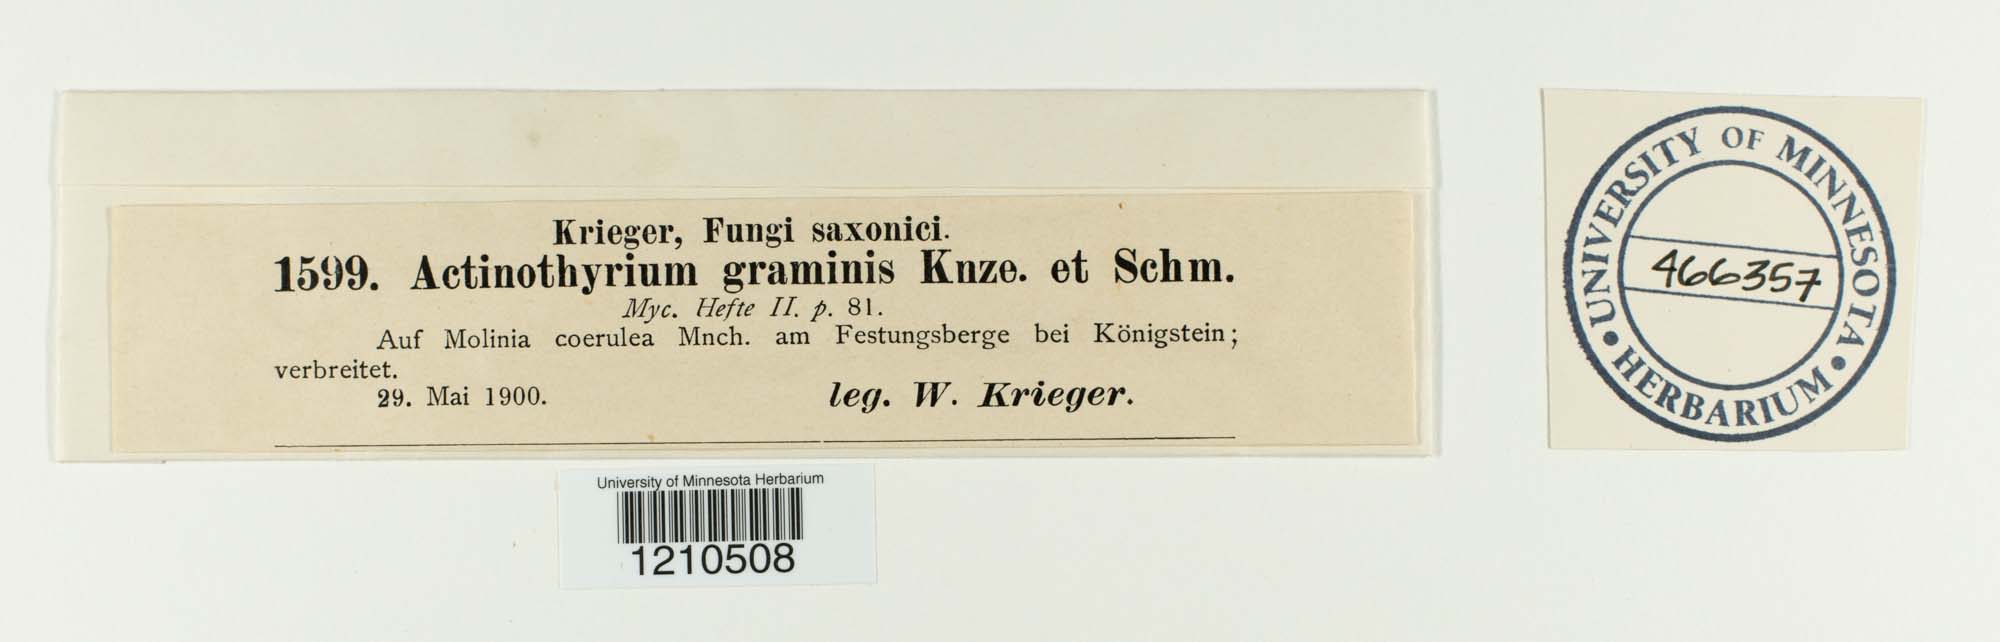 Krieger, Fungi saxonici.
1599. Actinothyrium graminis Knze. et Schm.
Myc. Hefte II. p. 81.
Auf Molinia coerulea Mnch. am Festungsberge bei Königstein;
verbreitet.
29. Mai 1900. leg. W. Krieger.
University of Minnesota Herbarium
1210508
UNIVERSITY OF MINNESOTA
466357
• HERBARIUM •